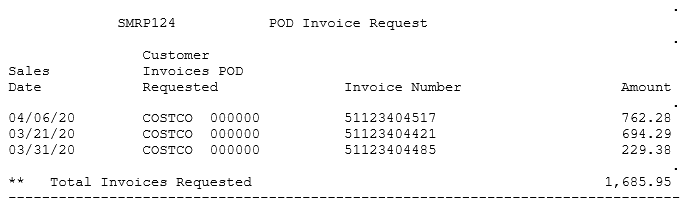 SMRP124 POD Invoice Request
Customer
Sales Invoices POD
Date Requested Invoice Number Amount
04/06/20 COSTCO 000000 51123404517 762.28
03/21/20 COSTCO 000000 51123404421 694.29
03/31/20 COSTCO 000000 51123404485 229.38
** Total Invoices Requested 1,685.95